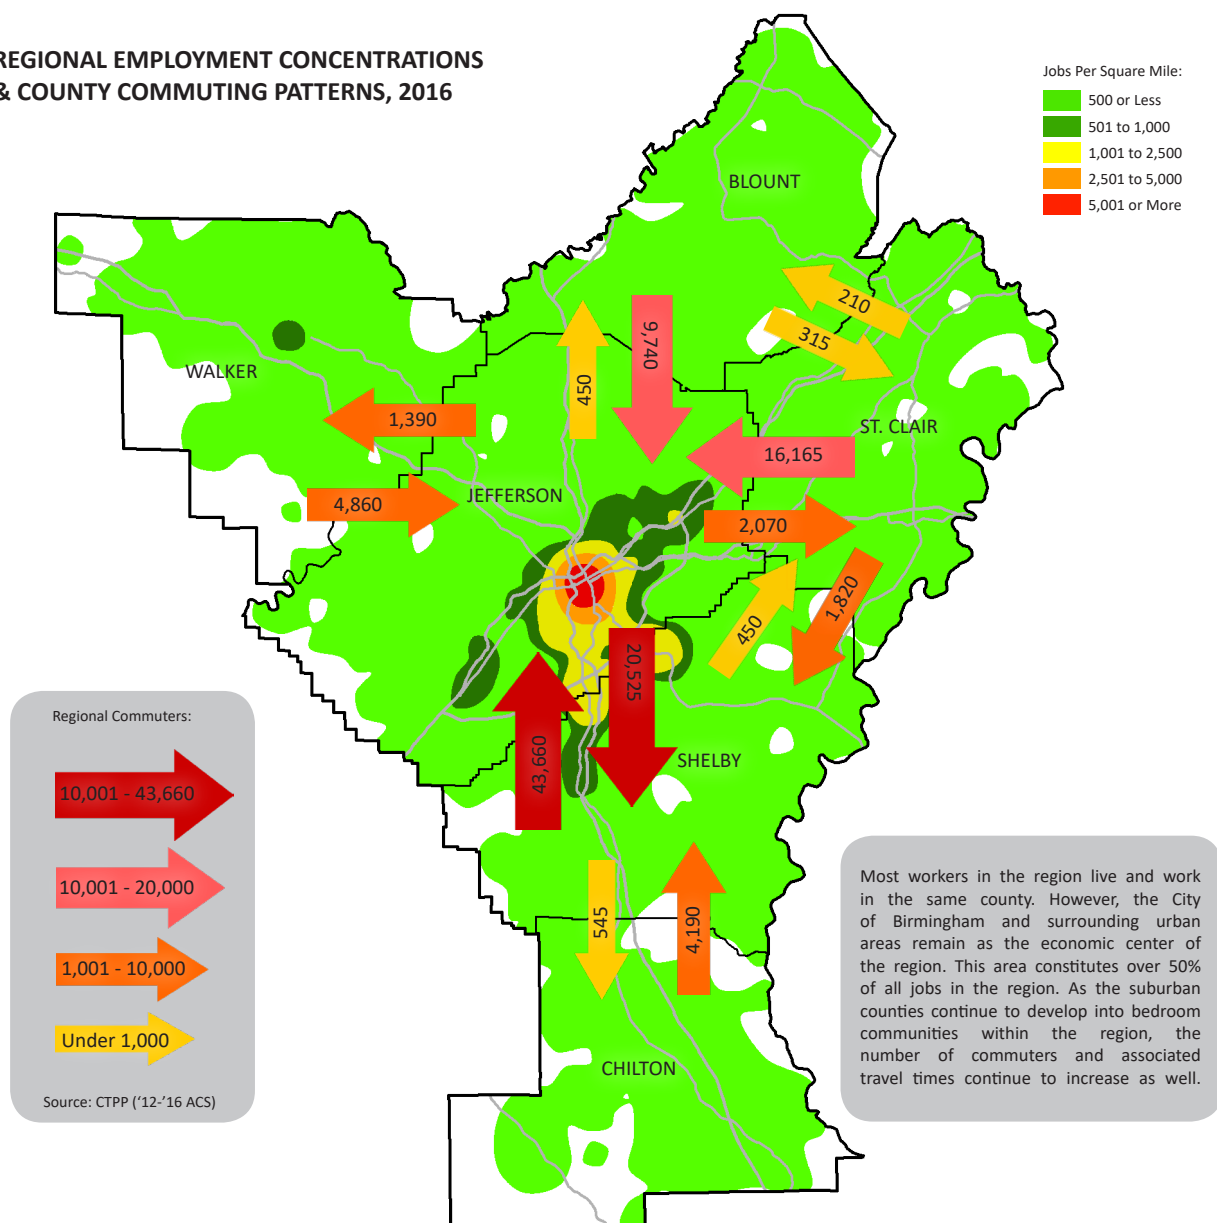 REGIONAL EMPLOYMENT CONCENTRATIONS
& COUNTY COMMUTING PATTERNS, 2016
Jobs Per Square Mile:
500 or Less
501 to 1,000
1,001 to 2,500
2,501 to 5,000
5,001 or More
BLOUNT
210
315
9,740
450
WALKER
1,390
ST. CLAIR
16,165
JEFFERSON
4,860
2,070
1,820
450
20,525
43,660
SHELBY
545
4,190
CHILTON
Regional Commuters:
10,001 - 43,660
10,001 - 20,000
1,001 - 10,000
Under 1,000
Source: CTPP (‘12-’16 ACS)
Most workers in the region live and work
in the same county. However, the City
of Birmingham and surrounding urban
areas remain as the economic center of
the region. This area constitutes over 50%
of all jobs in the region. As the suburban
counties continue to develop into bedroom
communities within the region, the
number of commuters and associated
travel times continue to increase as well.